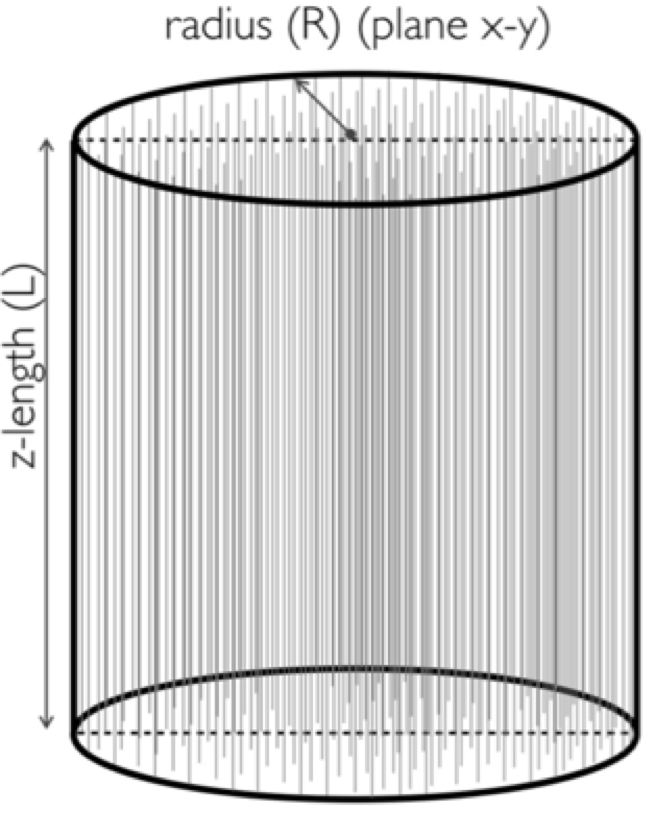 radius (R) (plane x-y)
z-length (L)